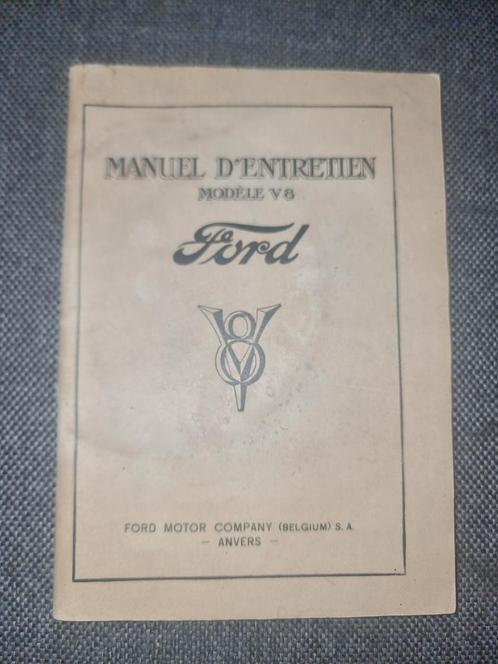 MANUEL D'ENTRETIEN
MODÈLE V8
Ford
V8
FORD MOTOR COMPANY (BELGIUM) S. A.
– ANVERS –